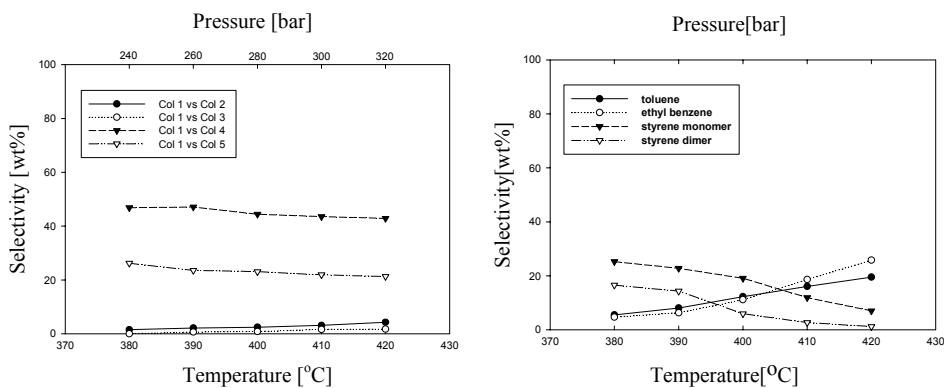 Pressure [bar]
240 260 280 300 320
100
80
60
40
20
0
Selectivity [wt%]
Col 1 vs Col 2
Col 1 vs Col 3
Col 1 vs Col 4
Col 1 vs Col 5
370 380 390 400 410 420 430
Temperature [°C]
Pressure[bar]
100
80
60
40
20
0
Selectivity[wt%]
toluene
ethyl benzene
styrene monomer
styrene dimer
370 380 390 400 410 420 430
Temperature[OC]